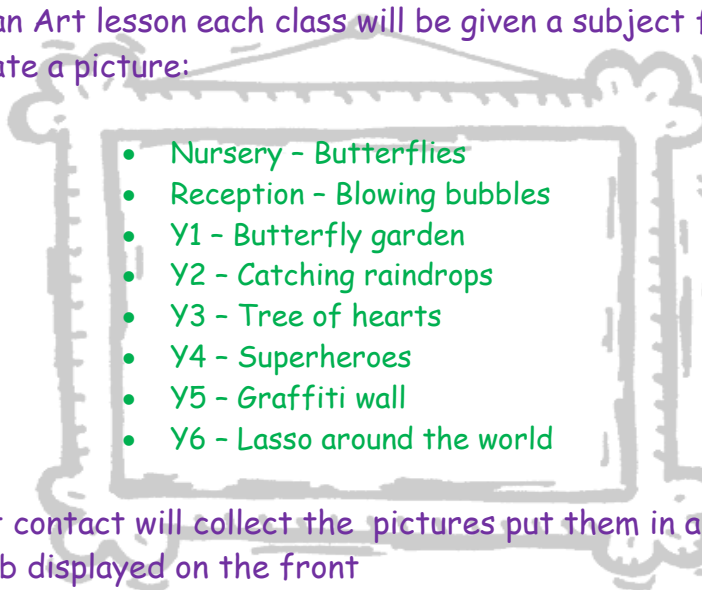 an Art lesson each class will be given a subject f
ate a picture:
• Nursery – Butterflies
• Reception – Blowing bubbles
• Y1 – Butterfly garden
• Y2 – Catching raindrops
• Y3 – Tree of hearts
• Y4 – Superheroes
• Y5 – Graffiti wall
• Y6 – Lasso around the world
contact will collect the pictures put them in a
b displayed on the front